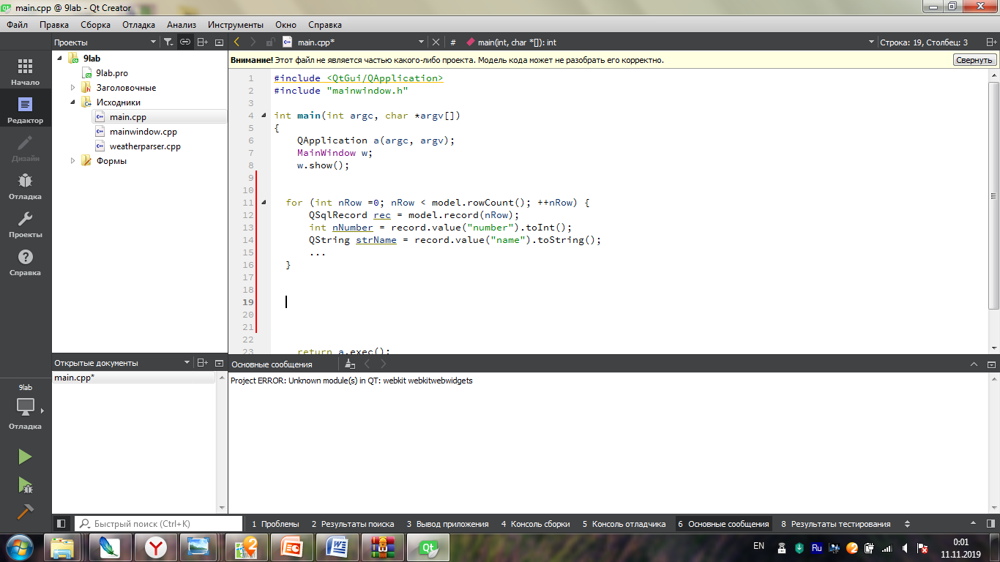 main.cpp @ 9lab - Qt Creator
Файл Правка Сборка Отладка Анализ Инструменты Окно Справка
Проекты
main.cpp*
#
main(int, char *[]): int
Строка: 19, Столбец: 3
Внимание! Этот файл не является частью какого-либо проекта. Модель кода может не разобрать его корректно.
Свернуть
Начало
Редактор
Дизайн
Отладка
Проекты
Справка
9lab
9lab.pro
Заголовочные
Исходники
main.cpp
mainwindow.cpp
weatherparser.cpp
Формы
1 #include <QtGui/QApplication>
2 #include "mainwindow.h"
3
4 int main(int argc, char *argv[])
5 {
6 QApplication a(argc, argv);
7 MainWindow w;
8 w.show();
9
10
11 for (int nRow =0; nRow < model.rowCount(); ++nRow) {
12 QSqlRecord rec = model.record(nRow);
13 int nNumber = record.value("number").toInt();
14 QString strName = record.value("name").toString();
15 ...
16 }
17
18
19
20
21
22
23 return a.exec();
Открытые документы
main.cpp*
Основные сообщения
Project ERROR: Unknown module(s) in QT: webkit webkitwebwidgets
9lab
Отладка
Быстрый поиск (Ctrl+K)
1 Проблемы 2 Результаты поиска 3 Вывод приложения 4 Консоль сборки 5 Консоль отладчика 6 Основные сообщения 8 Результаты тестирования
EN
Ru
0:01
11.11.2019